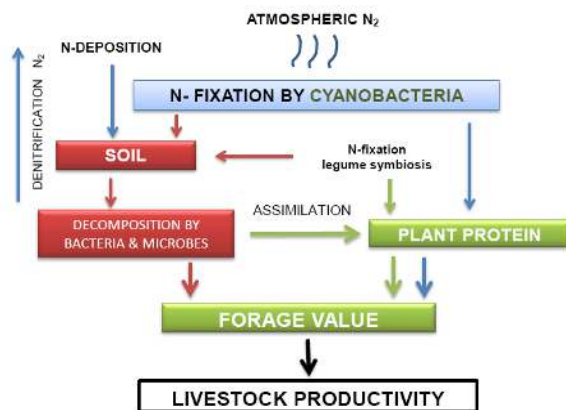 ATMOSPHERIC N₂
N-DEPOSITION
DENITRIFICATION N₂
N- FIXATION BY CYANOBACTERIA
SOIL
N-fixation
legume symbiosis
DECOMPOSITION BY
BACTERIA & MICROBES
ASSIMILATION
PLANT PROTEIN
FORAGE VALUE
LIVESTOCK PRODUCTIVITY